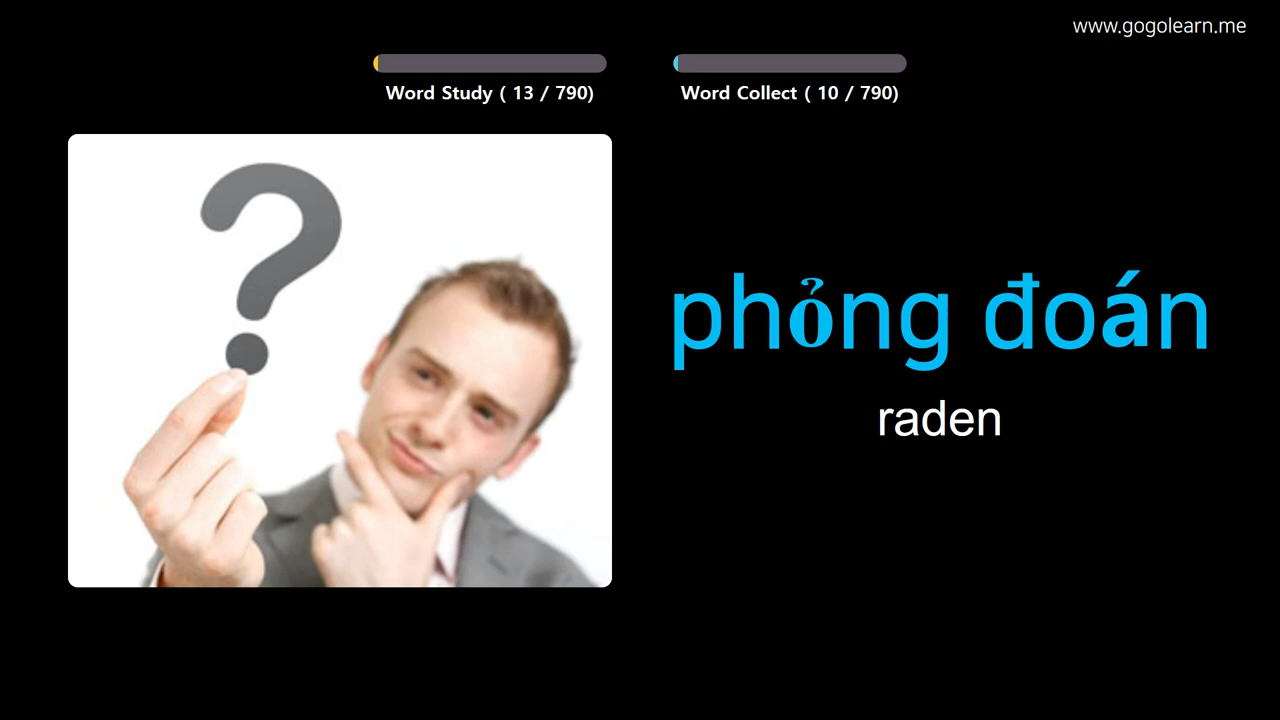 www.gogolearn.me
Word Study ( 13 / 790)
Word Collect ( 10 / 790)
?
phỏng đoán
raden